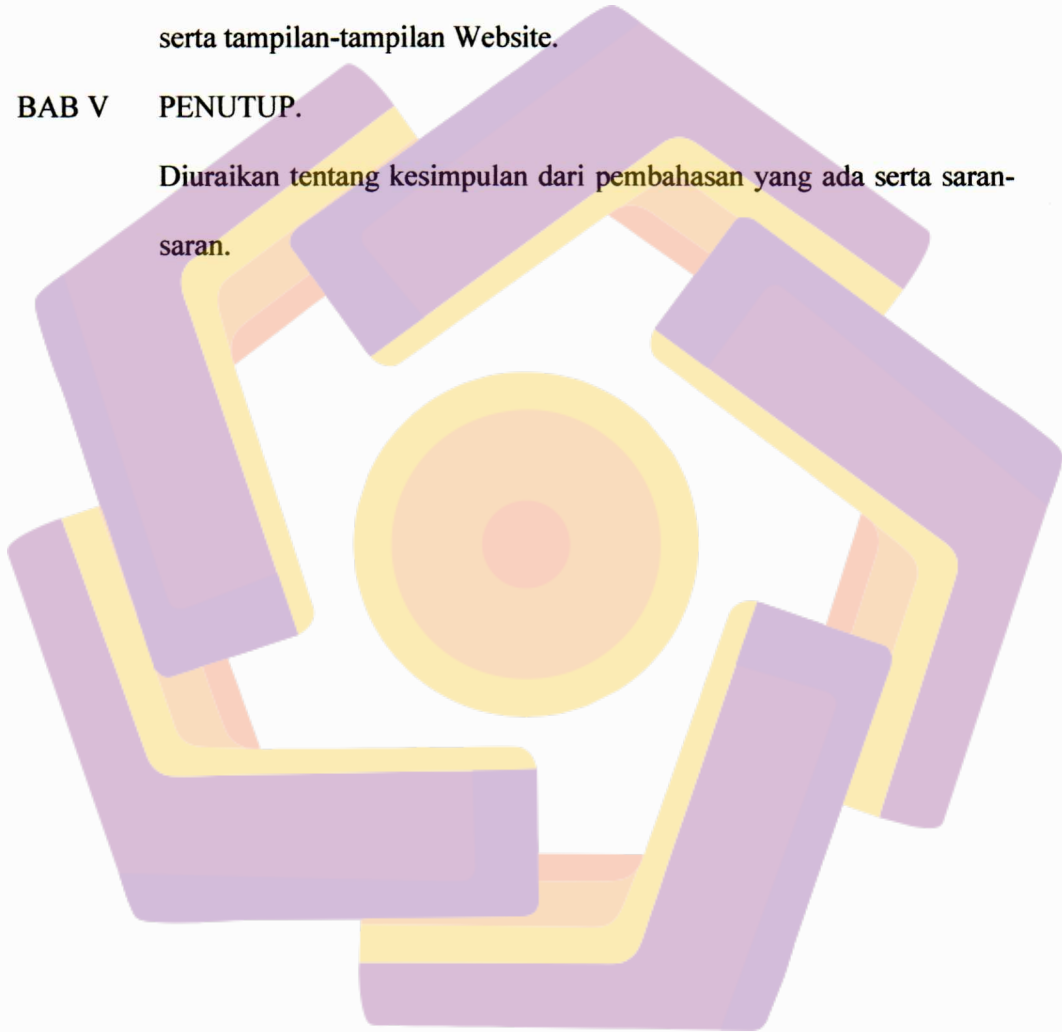 serta tampilan-tampilan Website.
BAB V PENUTUP.
Diuraikan tentang kesimpulan dari pembahasan yang ada serta saran-
saran.